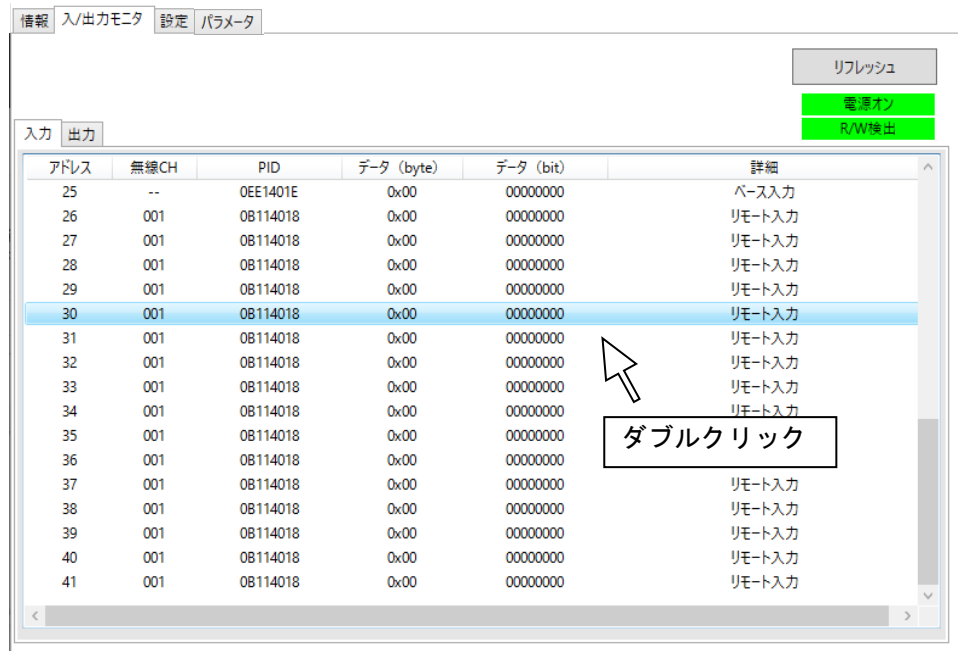 情報 入/出力モニタ 設定 パラメータ
リフレッシュ
電源オン
R/W検出
入力 出力
アドレス 無線CH PID データ (byte) データ (bit) 詳細
25 -- 0EE1401E 0x00 00000000 ベース入力
26 001 0B114018 0x00 00000000 リモート入力
27 001 0B114018 0x00 00000000 リモート入力
28 001 0B114018 0x00 00000000 リモート入力
29 001 0B114018 0x00 00000000 リモート入力
30 001 0B114018 0x00 00000000 リモート入力
31 001 0B114018 0x00 00000000 リモート入力
32 001 0B114018 0x00 00000000 リモート入力
33 001 0B114018 0x00 00000000 リモート入力
34 001 0B114018 0x00 00000000 リモート入力
35 001 0B114018 0x00 00000000
ダブルクリック
36 001 0B114018 0x00 00000000
37 001 0B114018 0x00 00000000 リモート入力
38 001 0B114018 0x00 00000000 リモート入力
39 001 0B114018 0x00 00000000 リモート入力
40 001 0B114018 0x00 00000000 リモート入力
41 001 0B114018 0x00 00000000 リモート入力